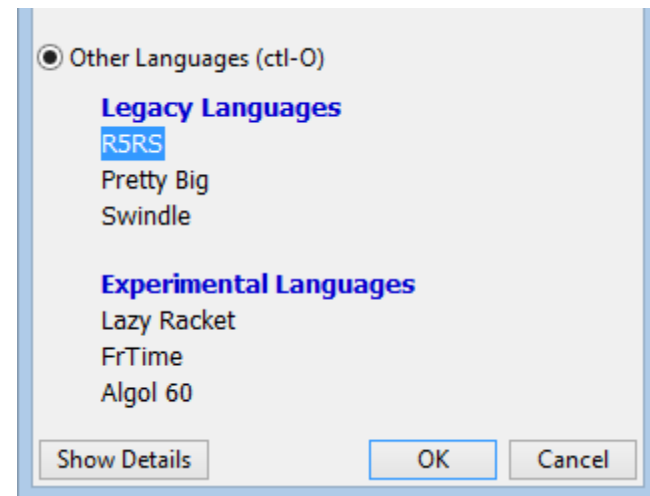 Other Languages (ctl-O)
Legacy Languages
R5RS
Pretty Big
Swindle
Experimental Languages
Lazy Racket
FrTime
Algol 60
Show Details OK Cancel